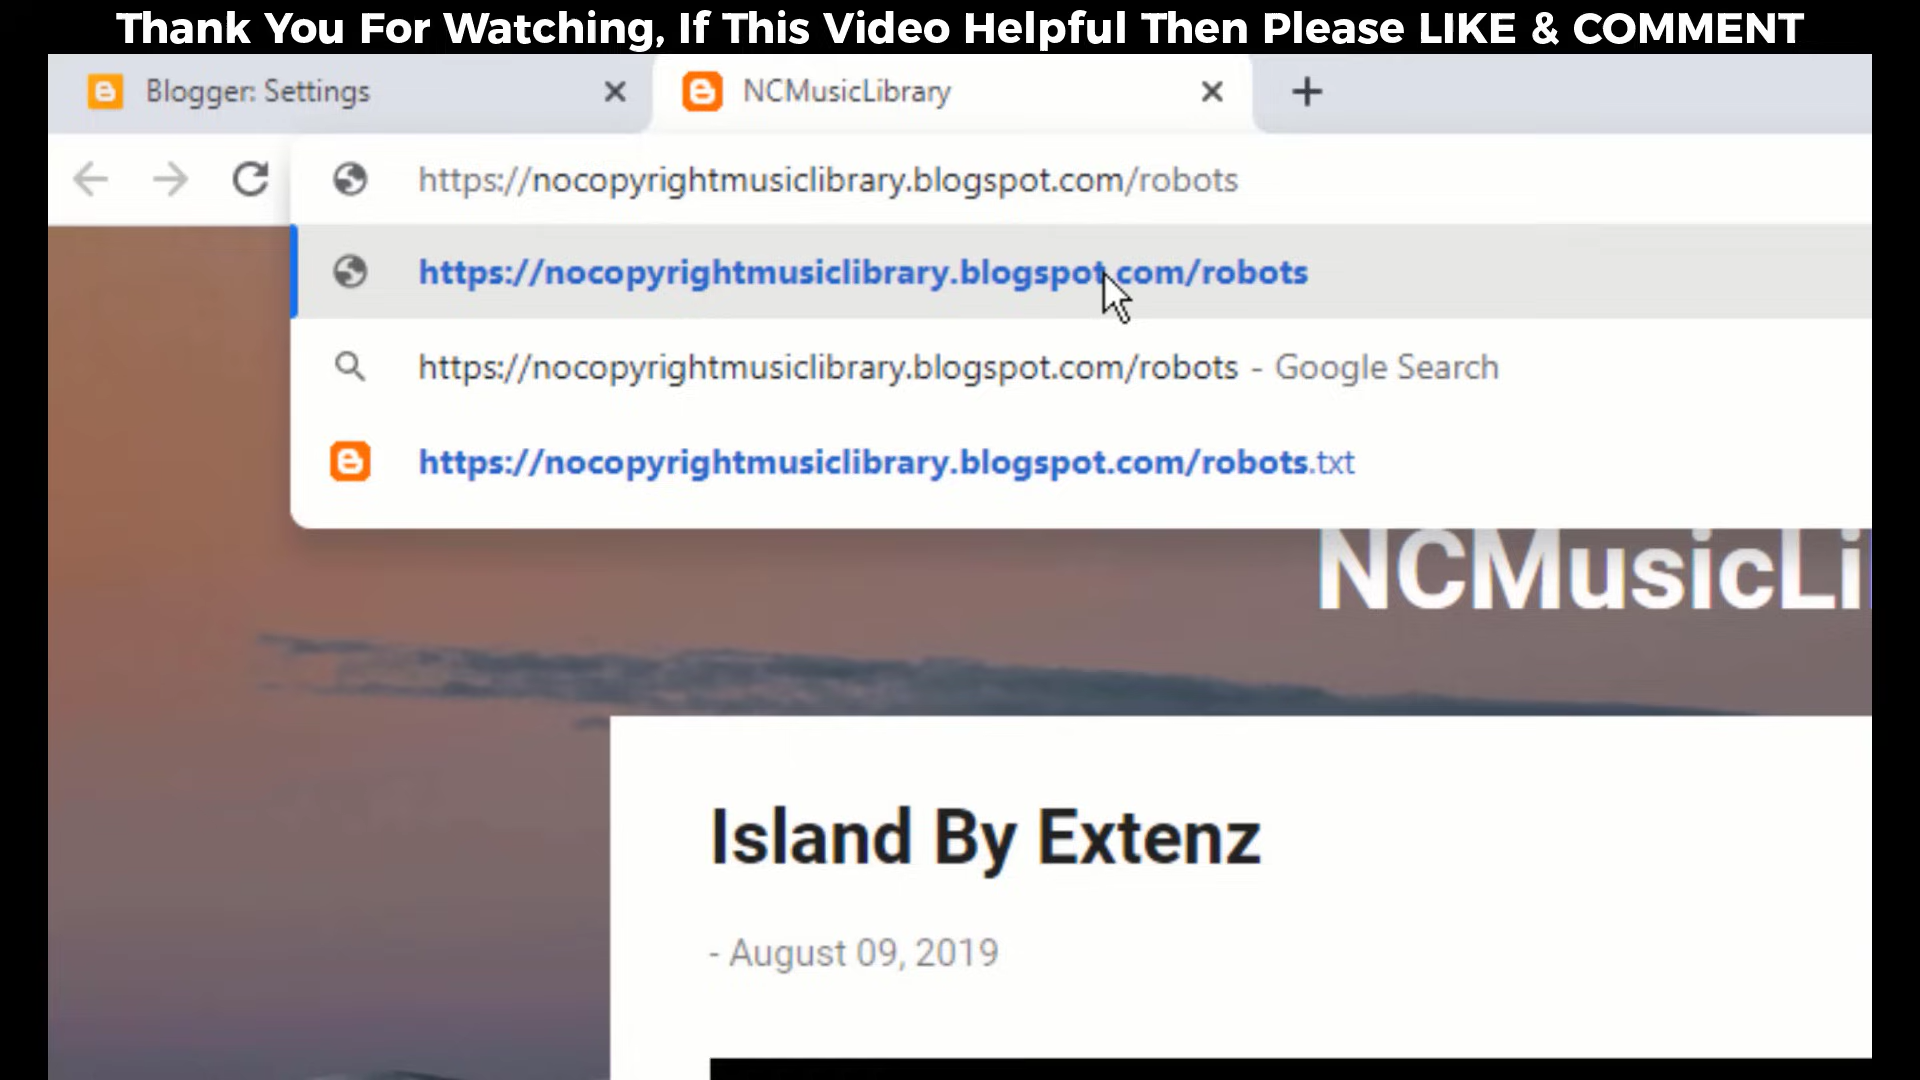 Thank You For Watching, If This Video Helpful Then Please LIKE & COMMENT
Blogger: Settings
NCMusicLibrary
https://nocopyrightmusiclibrary.blogspot.com/robots
https://nocopyrightmusiclibrary.blogspot.com/robots
https://nocopyrightmusiclibrary.blogspot.com/robots - Google Search
https://nocopyrightmusiclibrary.blogspot.com/robots.txt
NCMusicLi
Island By Extenz
- August 09, 2019